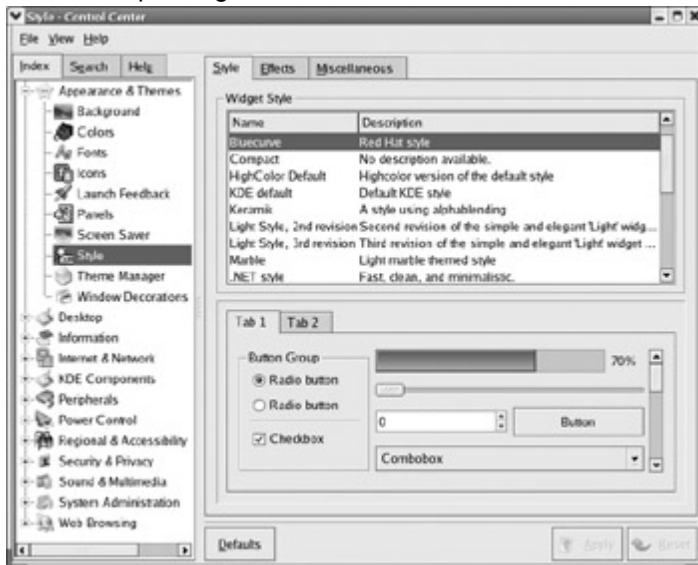 Style - Control Center
File View Help
Index Search Help
Appearance & Themes
Background
Colors
Fonts
Icons
Launch Feedback
Panels
Screen Saver
Style
Theme Manager
Window Decorations
Desktop
Information
Internet & Network
KDE Components
Peripherals
Power Control
Regional & Accessibility
Security & Privacy
Sound & Multimedia
System Administration
Web Browsing
Style Effects Miscellaneous
Widget Style
Name Description
Bluecurve Red Hat style
Compact No description available.
HighColor Default Highcolor version of the default style
KDE default Default KDE style
Keramik A style using alphablending
Light Style, 2nd revision Second revision of the simple and elegant 'Light' widg...
Light Style, 3rd revision Third revision of the simple and elegant 'Light' widget ...
Marble Light marble themed style
.NET style Fast, clean, and minimalistic.
Tab 1 Tab 2
Button Group
Radio button
Radio button
Checkbox
70%
0
Button
Combobox
Defaults Apply Reset